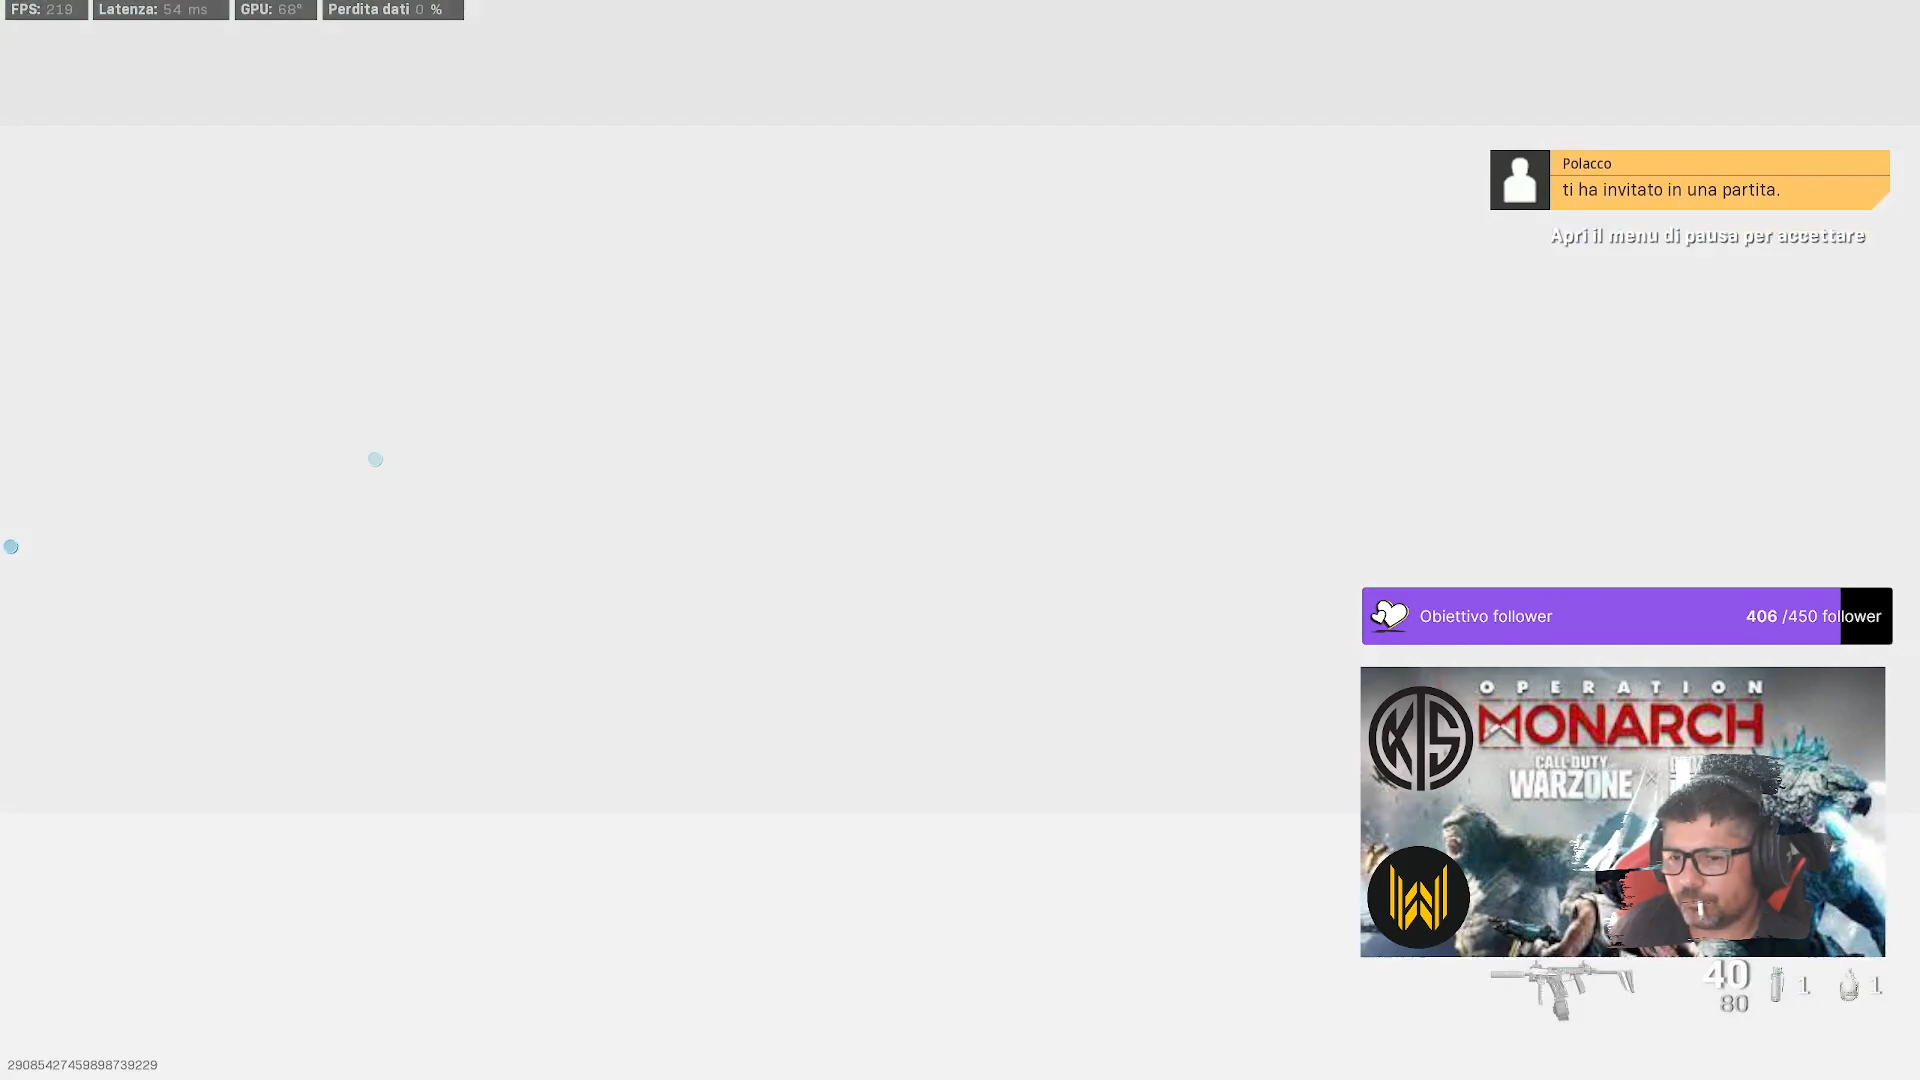 FPS: 219 Latenza: 54 ms GPU: 68° Perdita dati 0 %
Polacco
ti ha invitato in una partita.
Apri il menu di pausa per accettare
Obiettivo follower 406 /450 follower
OPERATION
MONARCH
CALL OF DUTY
WARZONE X
KTS
W
40
80
1
1
29085427459898739229